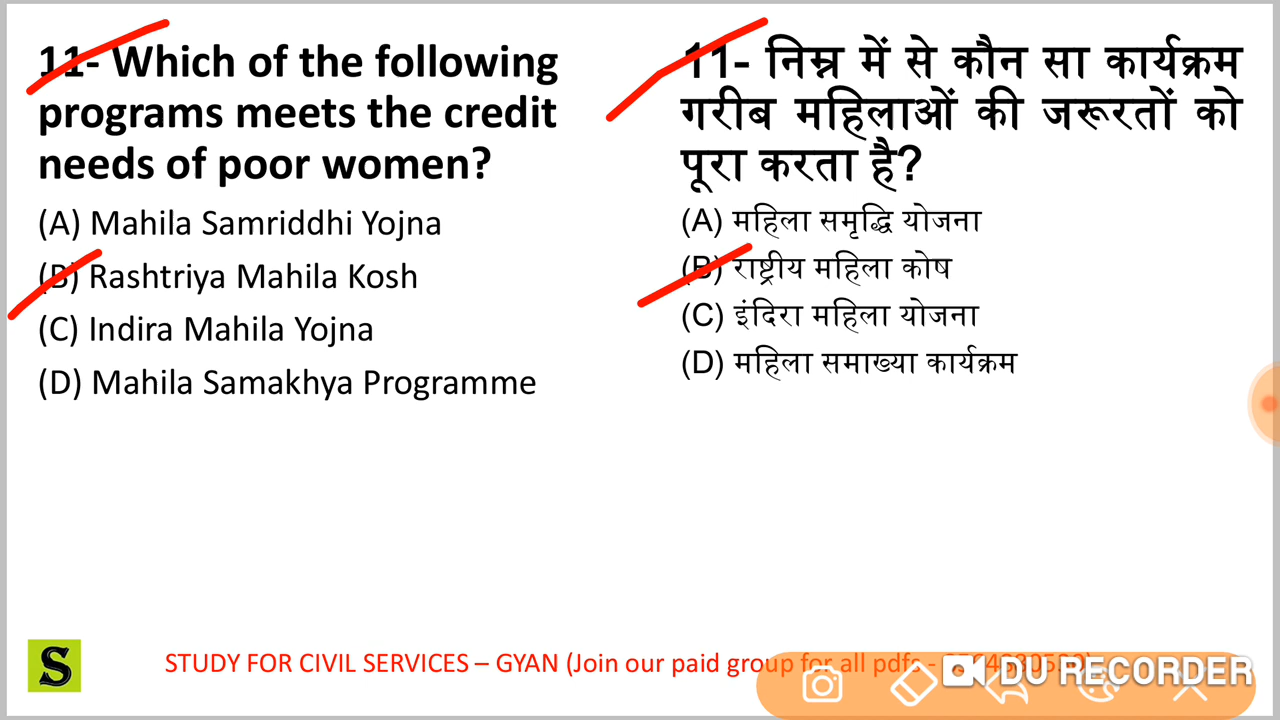 11- Which of the following
programs meets the credit
needs of poor women?
(A) Mahila Samriddhi Yojna
(B) Rashtriya Mahila Kosh
(C) Indira Mahila Yojna
(D) Mahila Samakhya Programme
11- निम्न में से कौन सा कार्यक्रम
गरीब महिलाओं की जरूरतों को
पूरा करता है?
(A) महिला समृद्धि योजना
(B) राष्ट्रीय महिला कोष
(C) इंदिरा महिला योजना
(D) महिला समाख्या कार्यक्रम
S
STUDY FOR CIVIL SERVICES – GYAN (Join our paid group for all pdfs -
DU RECORDER